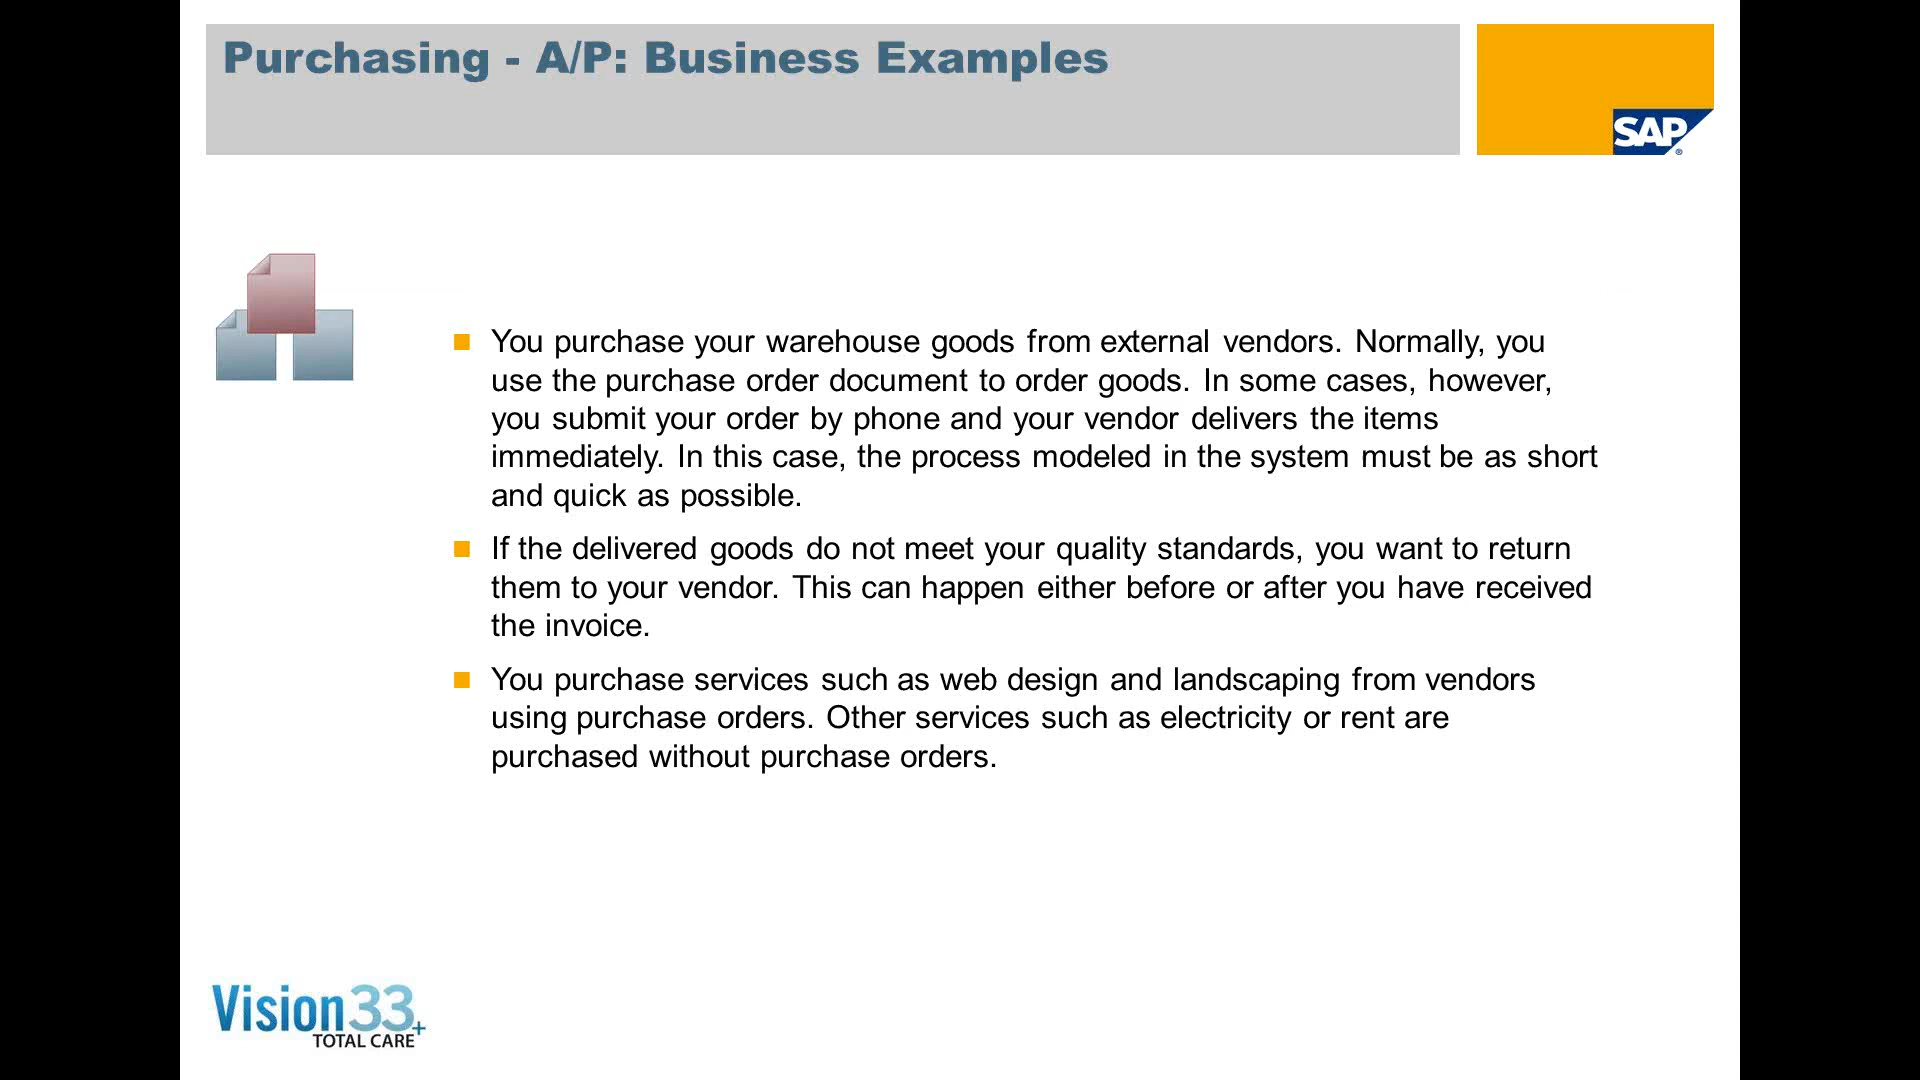 Purchasing - A/P: Business Examples
SAP®
You purchase your warehouse goods from external vendors. Normally, you
use the purchase order document to order goods. In some cases, however,
you submit your order by phone and your vendor delivers the items
immediately. In this case, the process modeled in the system must be as short
and quick as possible.
If the delivered goods do not meet your quality standards, you want to return
them to your vendor. This can happen either before or after you have received
the invoice.
You purchase services such as web design and landscaping from vendors
using purchase orders. Other services such as electricity or rent are
purchased without purchase orders.
Vision33+
TOTAL CARE